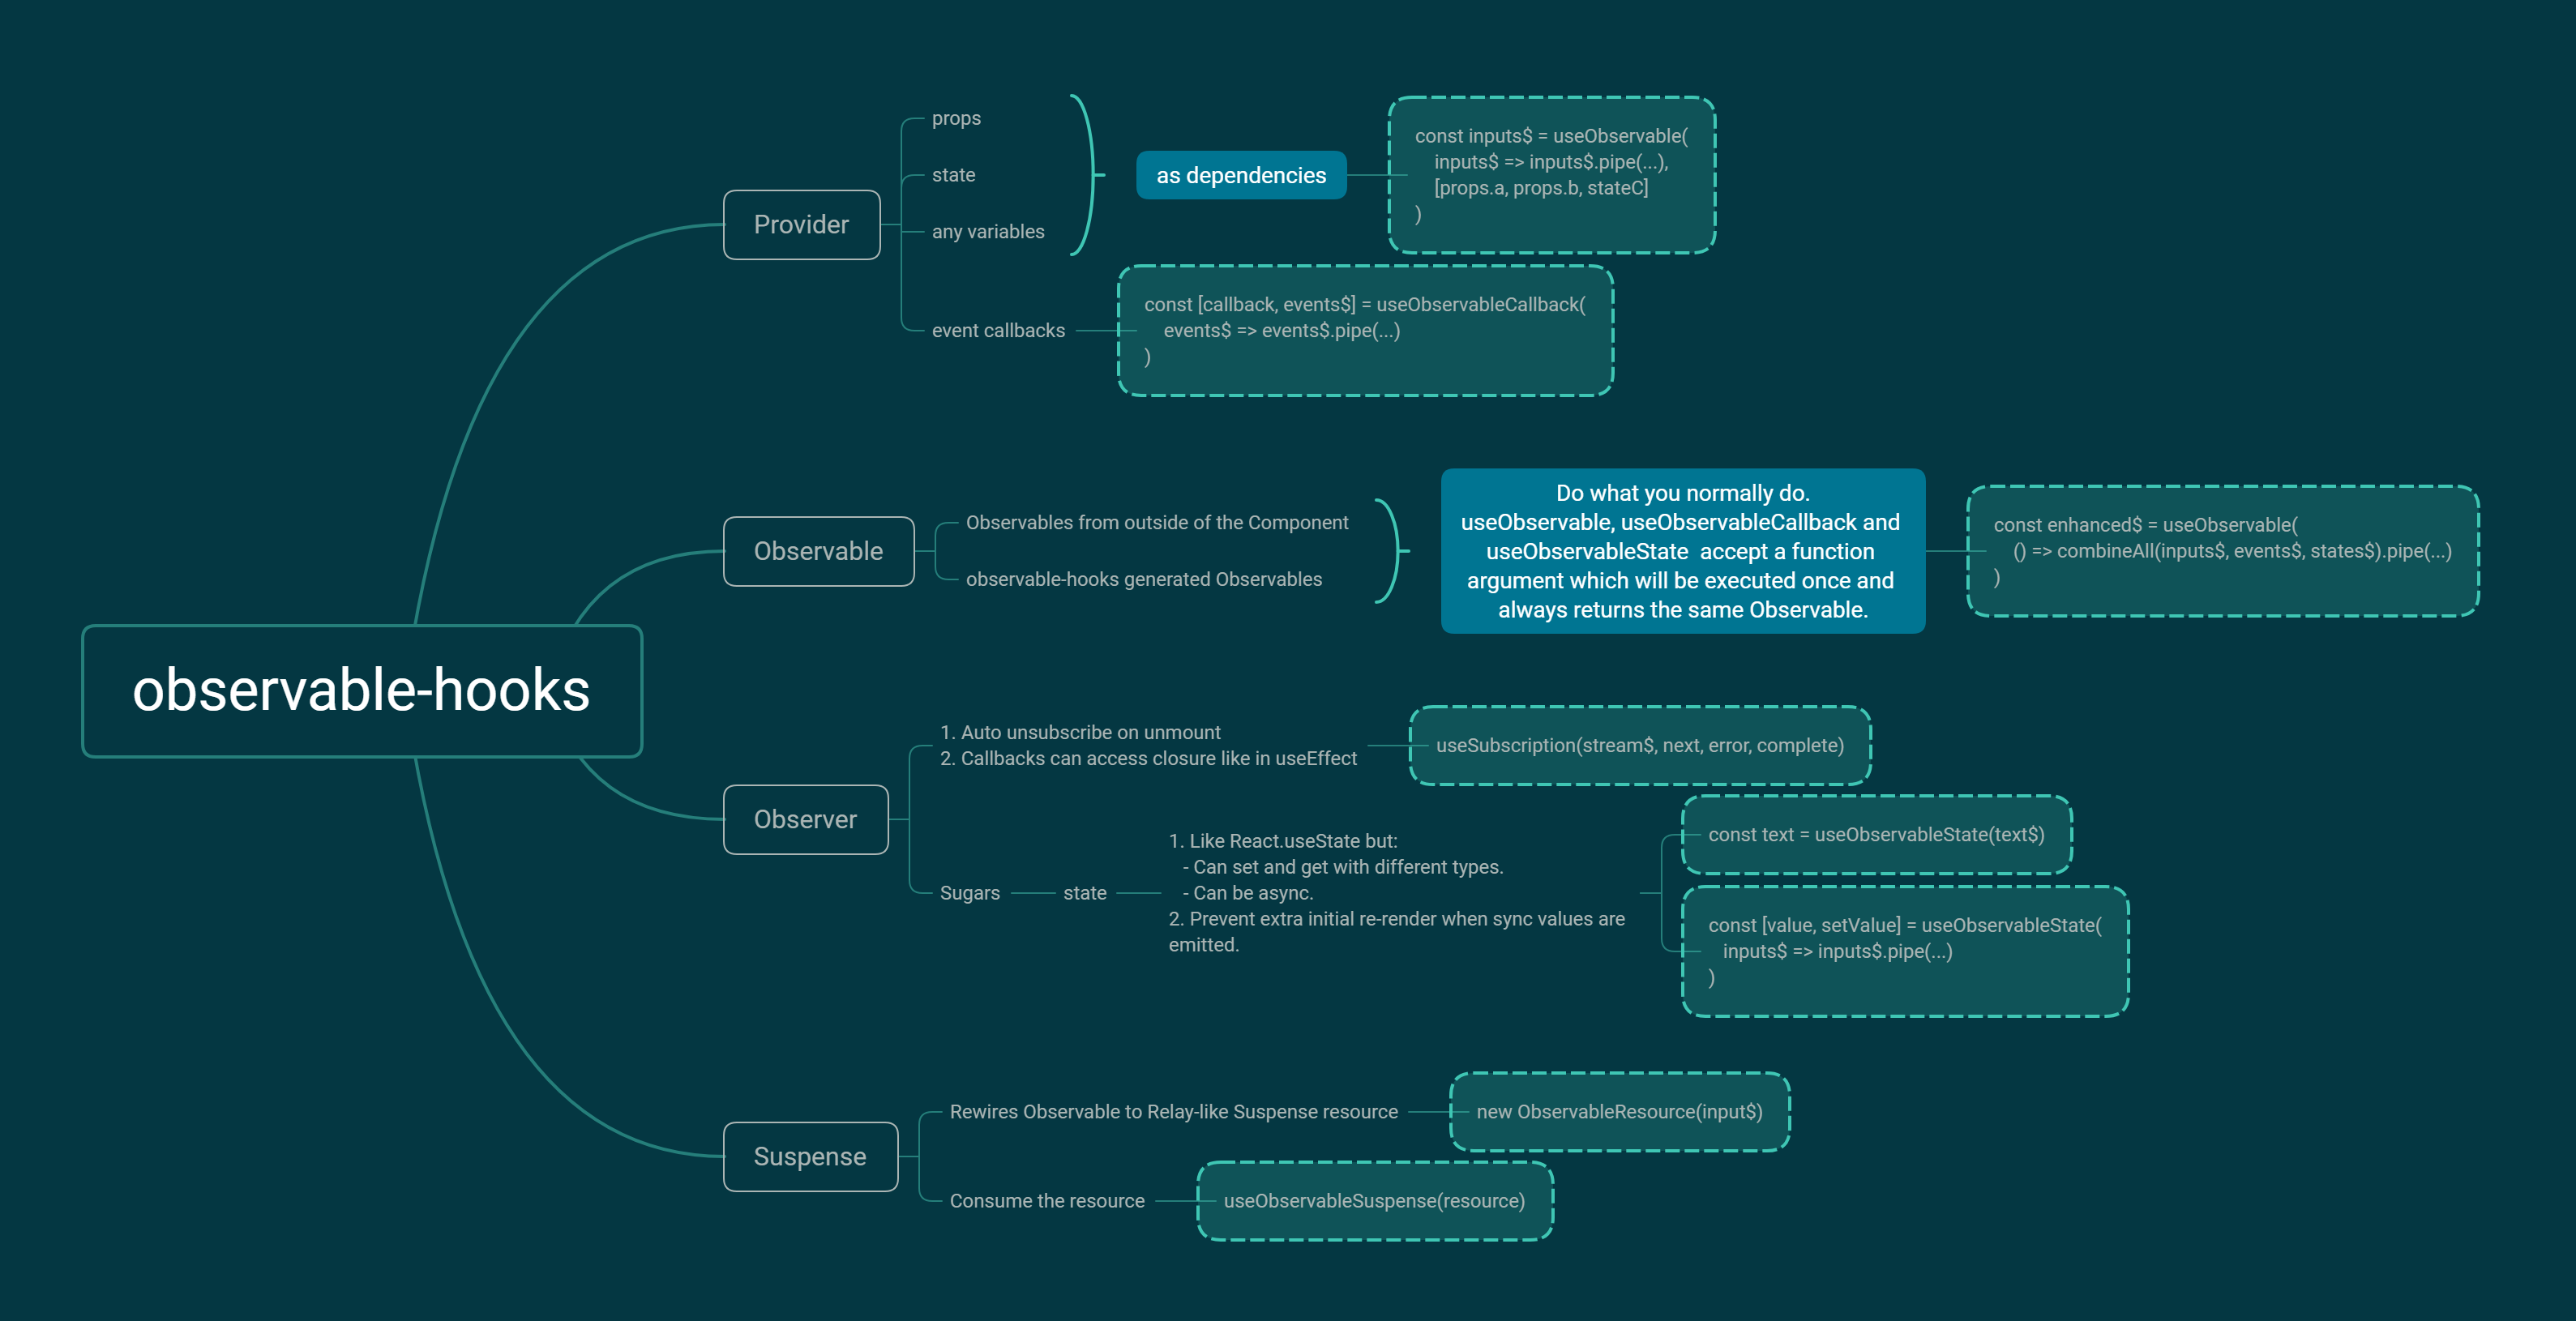 observable-hooks
Provider
props
state
any variables
as dependencies
const inputs$ = useObservable(
inputs$ => inputs$.pipe(...),
[props.a, props.b, stateC]
)
event callbacks
const [callback, events$] = useObservableCallback(
events$ => events$.pipe(...)
)
Observable
Observables from outside of the Component
observable-hooks generated Observables
Do what you normally do.
useObservable, useObservableCallback and
useObservableState  accept a function
argument which will be executed once and
always returns the same Observable.
const enhanced$ = useObservable(
() => combineAll(inputs$, events$, states$).pipe(...)
)
Observer
1. Auto unsubscribe on unmount
2. Callbacks can access closure like in useEffect
useSubscription(stream$, next, error, complete)
Sugars
state
1. Like React.useState but:
- Can set and get with different types.
- Can be async.
2. Prevent extra initial re-render when sync values are
emitted.
const text = useObservableState(text$)
const [value, setValue] = useObservableState(
inputs$ => inputs$.pipe(...)
)
Suspense
Rewires Observable to Relay-like Suspense resource
new ObservableResource(input$)
Consume the resource
useObservableSuspense(resource)